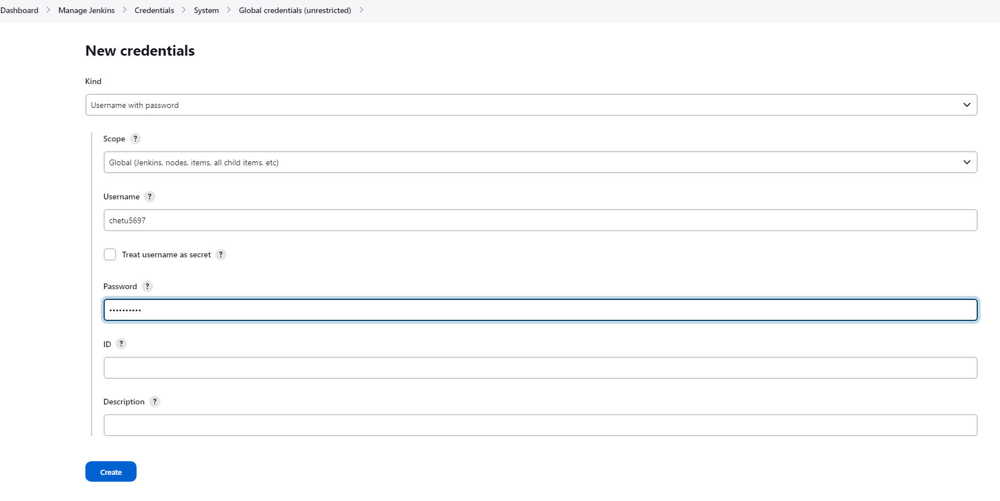 Dashboard > Manage Jenkins > Credentials > System > Global credentials (unrestricted) >
New credentials
Kind
Username with password
Scope ?
Global (Jenkins, nodes, items, all child items, etc)
Username ?
chetu5697
Treat username as secret ?
Password ?
••••••••••
ID ?
Description ?
Create